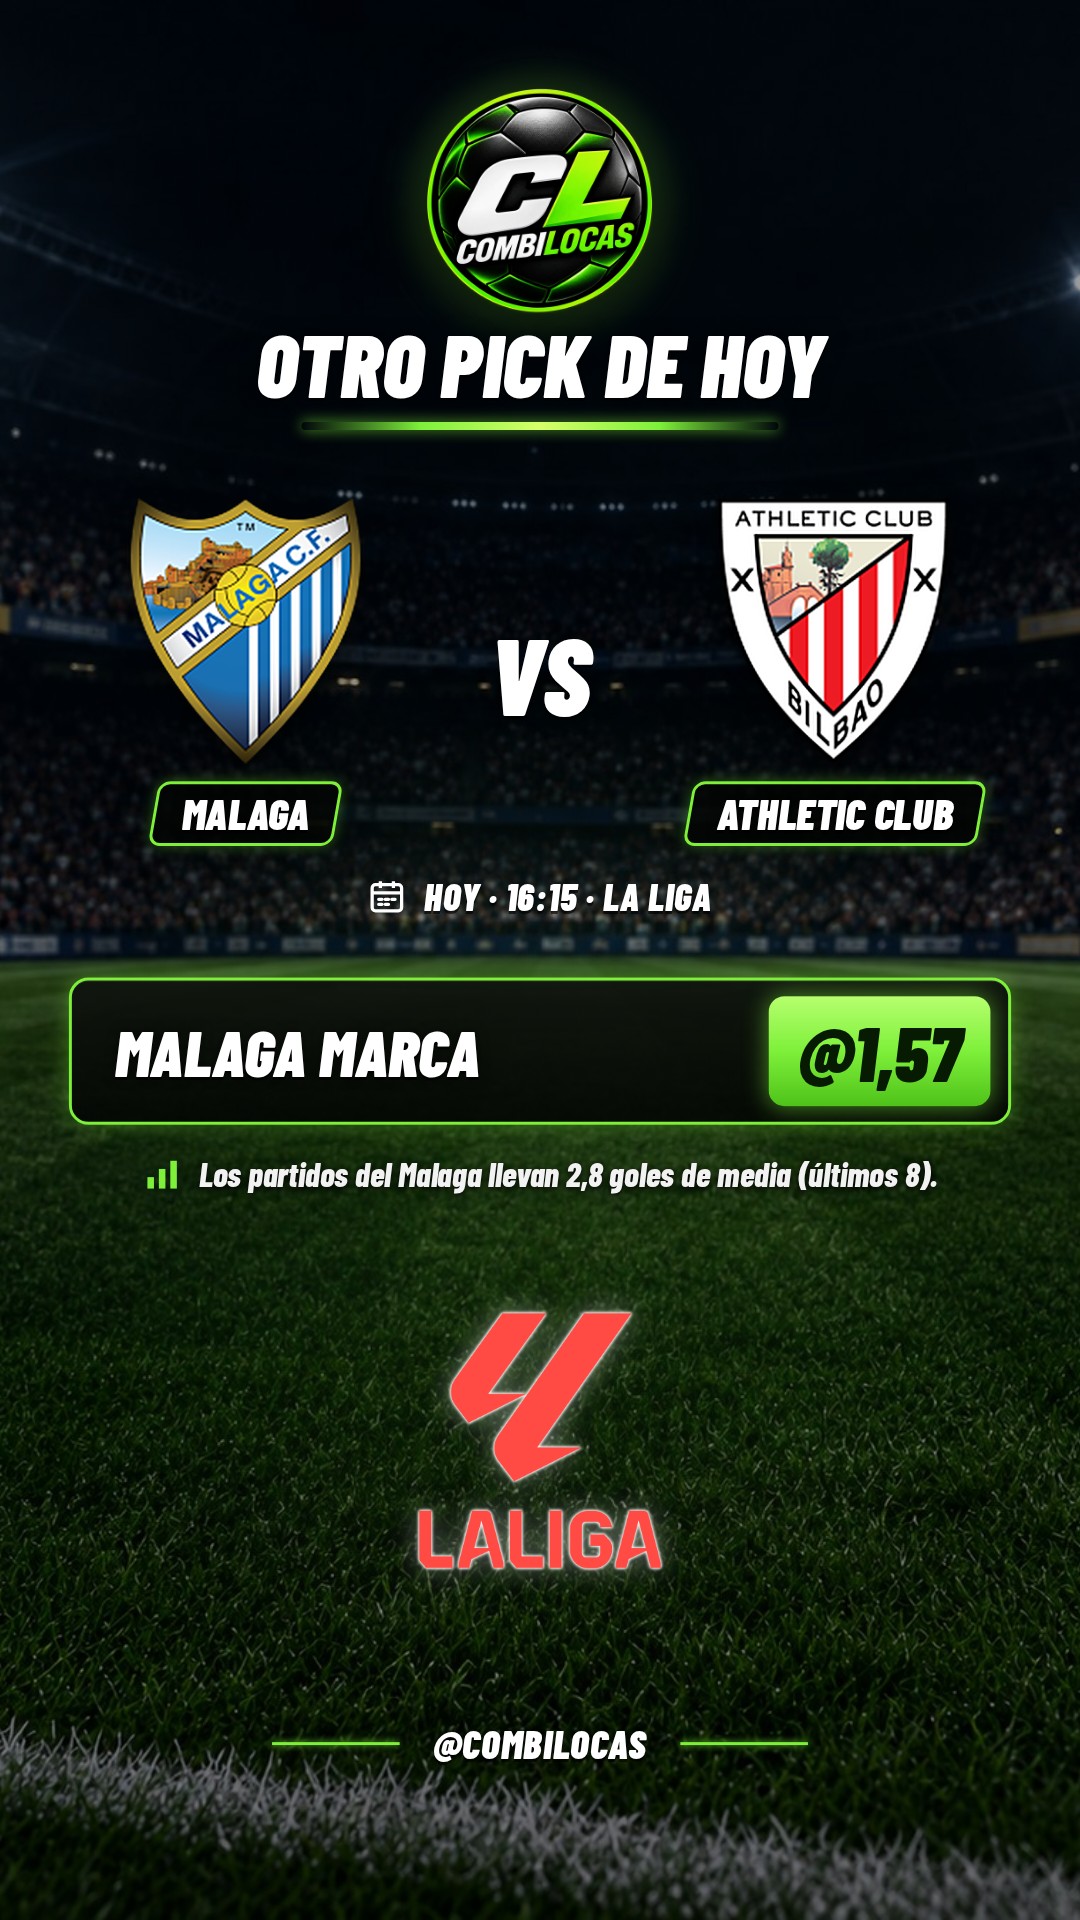 CL
COMBILOCAS
OTRO PICK DE HOY
TM
MALAGA C.F.
ATHLETIC CLUB
BILBAO
VS
MALAGA
ATHLETIC CLUB
HOY · 16:15 · LA LIGA
MALAGA MARCA
@1,57
Los partidos del Malaga llevan 2,8 goles de media (últimos 8).
LALIGA
@COMBILOCAS